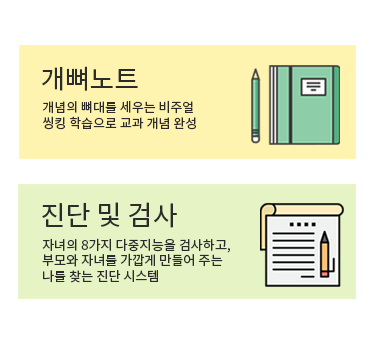 개뼈노트
개념의 뼈대를 세우는 비주얼
씽킹 학습으로 교과 개념 완성
진단 및 검사
자녀의 8가지 다중지능을 검사하고,
부모와 자녀를 가깝게 만들어 주는
나를 찾는 진단 시스템